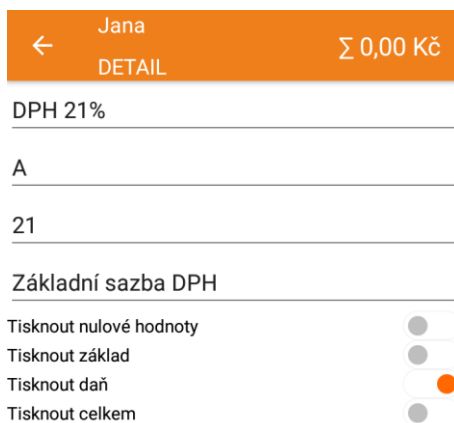 Jana
DETAIL
∑ 0,00 Kč
DPH 21%
A
21
Základní sazba DPH
Tisknout nulové hodnoty
Tisknout základ
Tisknout daň
Tisknout celkem